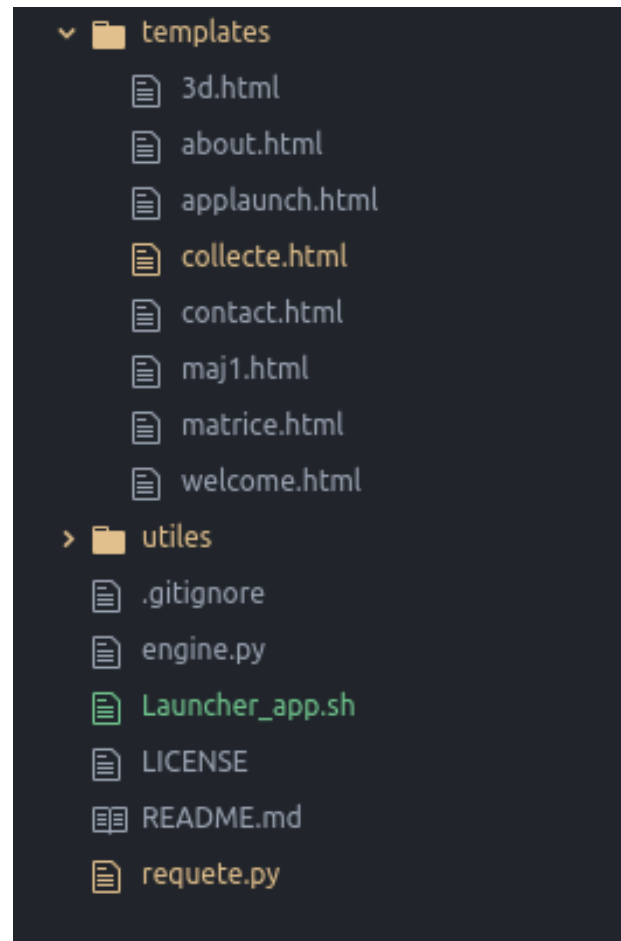 templates
3d.html
about.html
applaunch.html
collecte.html
contact.html
maj1.html
matrice.html
welcome.html
utiles
.gitignore
engine.py
Launcher_app.sh
LICENSE
README.md
requete.py